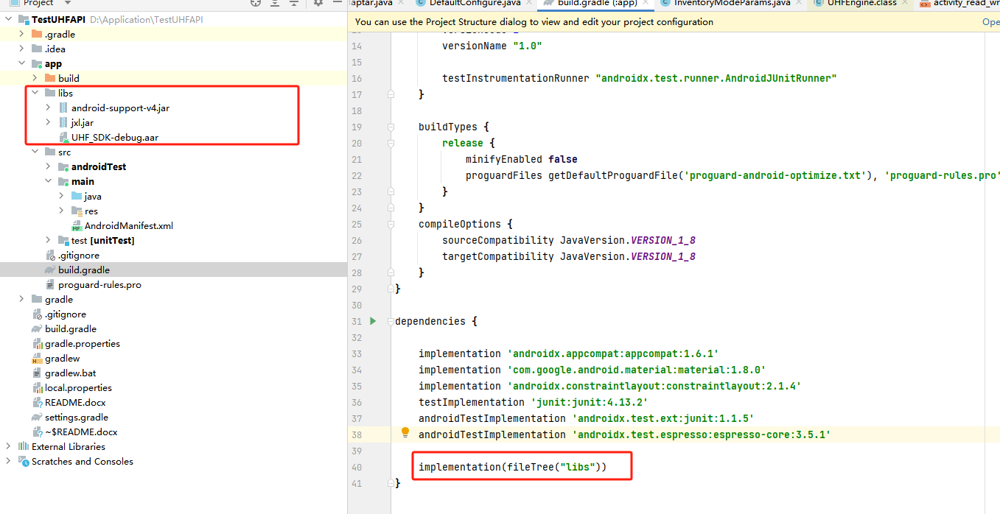 Project
TestUHFAPI D:\Application\TestUHFAPI
.gradle
.idea
app
build
libs
android-support-v4.jar
jxl.jar
UHF_SDK-debug.aar
src
androidTest
main
java
res
AndroidManifest.xml
test [unitTest]
.gitignore
build.gradle
proguard-rules.pro
gradle
.gitignore
build.gradle
gradle.properties
gradlew
gradlew.bat
local.properties
README.docx
settings.gradle
~$README.docx
External Libraries
Scratches and Consoles
aptar.java DefaultConfigure.java build.gradle (:app) InventoryModeParams.java UHFEngine.class activity_read_wr
You can use the Project Structure dialog to view and edit your project configuration Ope
14 versionName "1.0"
15
16 testInstrumentationRunner "androidx.test.runner.AndroidJUnitRunner"
17 }
18
19 buildTypes {
20 release {
21 minifyEnabled false
22 proguardFiles getDefaultProguardFile('proguard-android-optimize.txt'), 'proguard-rules.pro'
23 }
24 }
25 compileOptions {
26 sourceCompatibility JavaVersion.VERSION_1_8
27 targetCompatibility JavaVersion.VERSION_1_8
28 }
29 }
30
31 dependencies {
32
33 implementation 'androidx.appcompat:appcompat:1.6.1'
34 implementation 'com.google.android.material:material:1.8.0'
35 implementation 'androidx.constraintlayout:constraintlayout:2.1.4'
36 testImplementation 'junit:junit:4.13.2'
37 androidTestImplementation 'androidx.test.ext:junit:1.1.5'
38 androidTestImplementation 'androidx.test.espresso:espresso-core:3.5.1'
39
40 implementation(fileTree("libs"))
41 }